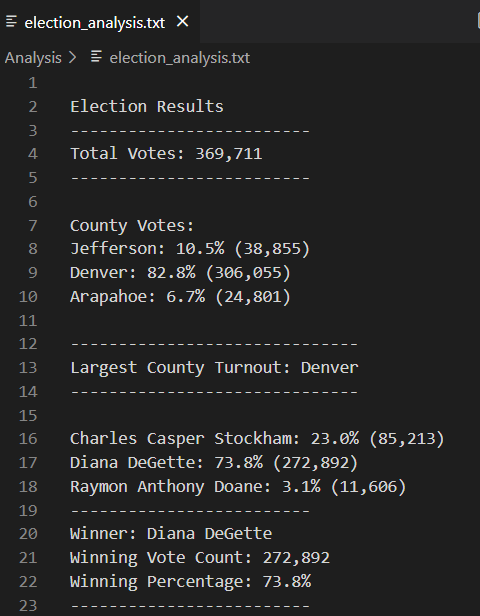 election_analysis.txt ×
Analysis > election_analysis.txt
1
2 Election Results
3 -------------------------
4 Total Votes: 369,711
5 -------------------------
6
7 County Votes:
8 Jefferson: 10.5% (38,855)
9 Denver: 82.8% (306,055)
10 Arapahoe: 6.7% (24,801)
11
12 ------------------------------
13 Largest County Turnout: Denver
14 ------------------------------
15
16 Charles Casper Stockham: 23.0% (85,213)
17 Diana DeGette: 73.8% (272,892)
18 Raymon Anthony Doane: 3.1% (11,606)
19 -------------------------
20 Winner: Diana DeGette
21 Winning Vote Count: 272,892
22 Winning Percentage: 73.8%
23 -------------------------